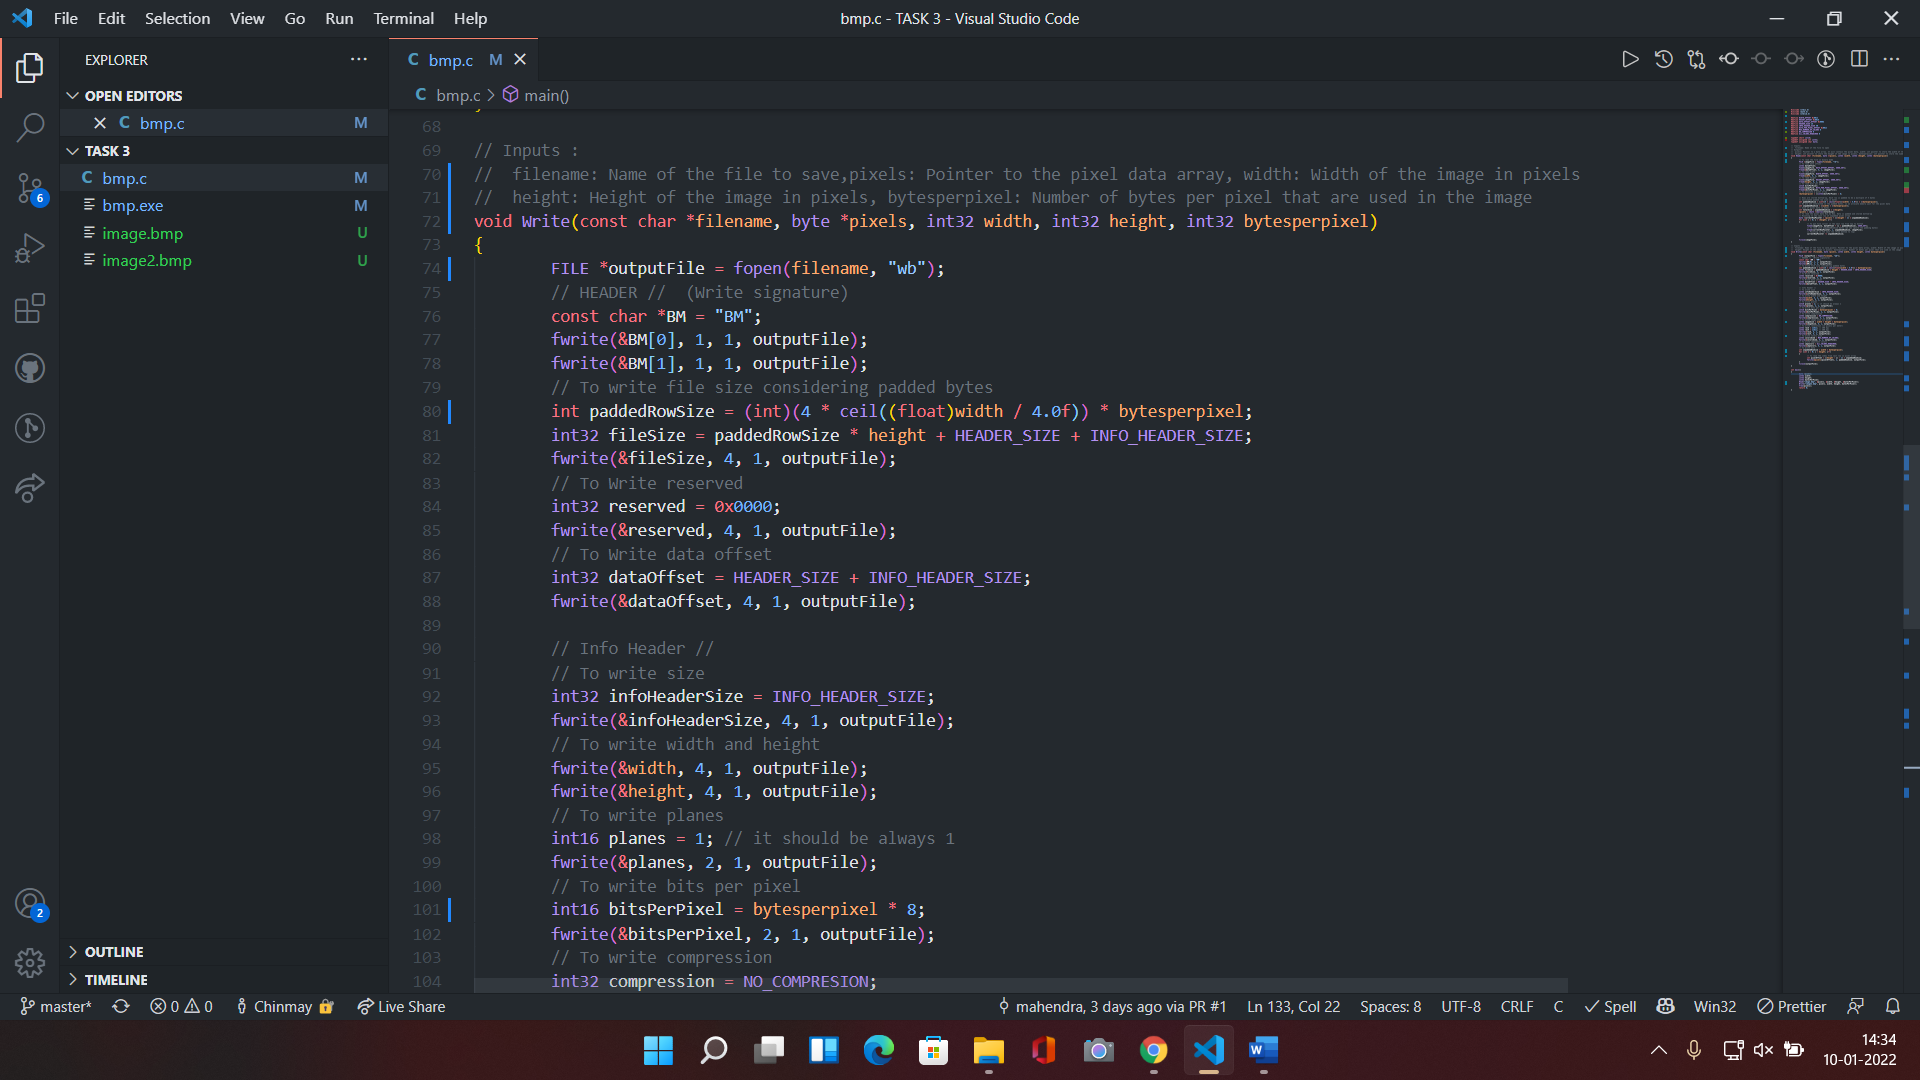 File Edit Selection View Go Run Terminal Help
bmp.c - TASK 3 - Visual Studio Code
EXPLORER
OPEN EDITORS
C bmp.c M
TASK 3
C bmp.c M
bmp.exe M
image.bmp U
image2.bmp U
OUTLINE
TIMELINE
6
2
C bmp.c M
C bmp.c > main()
68
69 // Inputs :
70 //  filename: Name of the file to save,pixels: Pointer to the pixel data array, width: Width of the image in pixels
71 //  height: Height of the image in pixels, bytesperpixel: Number of bytes per pixel that are used in the image
72 void Write(const char *filename, byte *pixels, int32 width, int32 height, int32 bytesperpixel)
73 {
74         FILE *outputFile = fopen(filename, "wb");
75         // HEADER //  (Write signature)
76         const char *BM = "BM";
77         fwrite(&BM[0], 1, 1, outputFile);
78         fwrite(&BM[1], 1, 1, outputFile);
79         // To write file size considering padded bytes
80         int paddedRowSize = (int)(4 * ceil((float)width / 4.0f)) * bytesperpixel;
81         int32 fileSize = paddedRowSize * height + HEADER_SIZE + INFO_HEADER_SIZE;
82         fwrite(&fileSize, 4, 1, outputFile);
83         // To Write reserved
84         int32 reserved = 0x0000;
85         fwrite(&reserved, 4, 1, outputFile);
86         // To Write data offset
87         int32 dataOffset = HEADER_SIZE + INFO_HEADER_SIZE;
88         fwrite(&dataOffset, 4, 1, outputFile);
89
90         // Info Header //
91         // To write size
92         int32 infoHeaderSize = INFO_HEADER_SIZE;
93         fwrite(&infoHeaderSize, 4, 1, outputFile);
94         // To write width and height
95         fwrite(&width, 4, 1, outputFile);
96         fwrite(&height, 4, 1, outputFile);
97         // To write planes
98         int16 planes = 1; // it should be always 1
99         fwrite(&planes, 2, 1, outputFile);
100         // To write bits per pixel
101         int16 bitsPerPixel = bytesperpixel * 8;
102         fwrite(&bitsPerPixel, 2, 1, outputFile);
103         // To write compression
104         int32 compression = NO_COMPRESION;
master* 0 0 Chinmay Live Share mahendra, 3 days ago via PR #1 Ln 133, Col 22 Spaces: 8 UTF-8 CRLF C Spell Win32 Prettier
14:34
10-01-2022